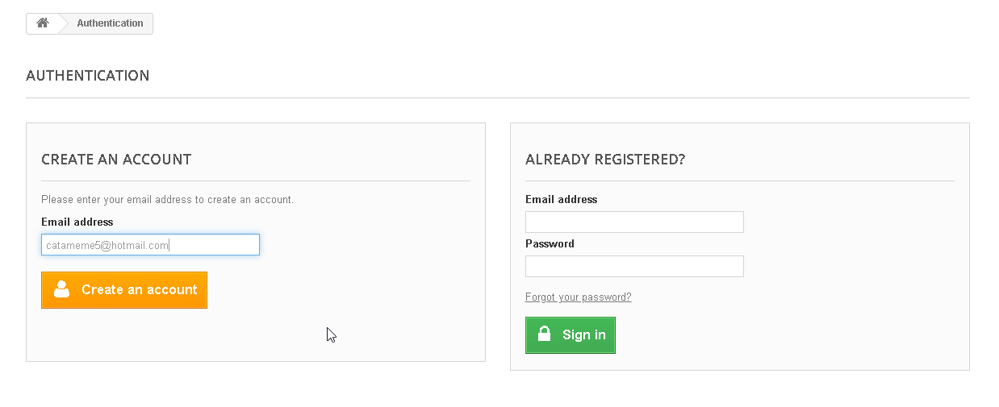 Authentication
AUTHENTICATION
CREATE AN ACCOUNT
Please enter your email address to create an account.
Email address
catameme5@hotmail.com
Create an account
ALREADY REGISTERED?
Email address
Password
Forgot your password?
Sign in